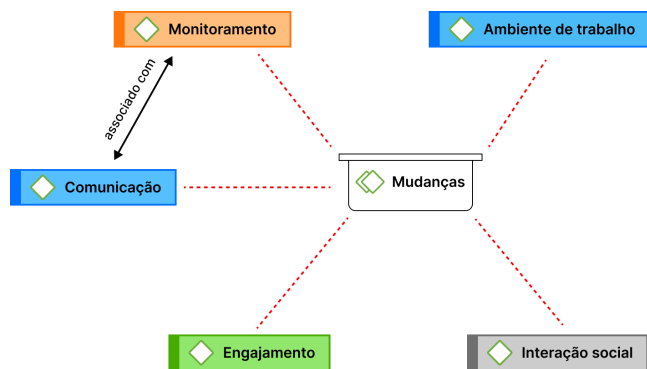 Monitoramento
Ambiente de trabalho
associado com
Comunicação
Mudanças
Engajamento
Interação social